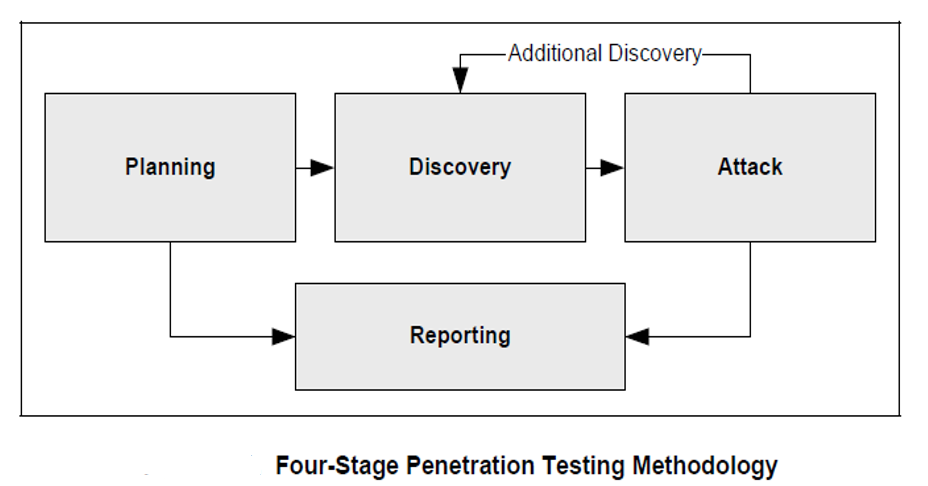 Additional Discovery
Planning
Discovery
Attack
Reporting
Four-Stage Penetration Testing Methodology